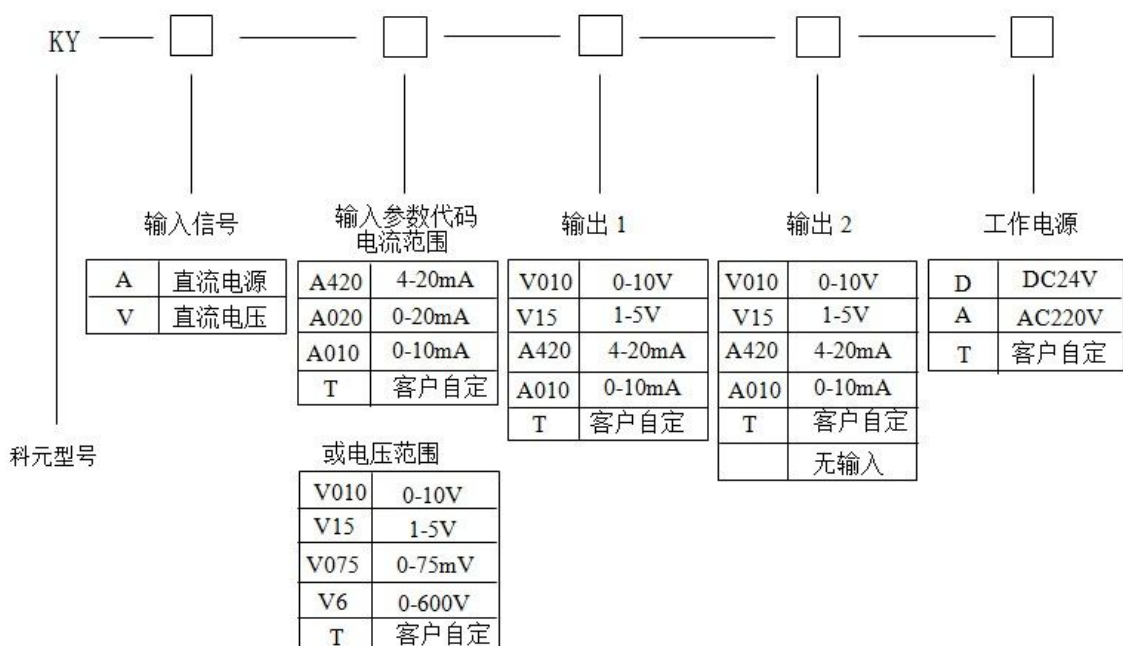 KY
输入信号
A 直流电源
V 直流电压
输入参数代码
电流范围
A420 4-20mA
A020 0-20mA
A010 0-10mA
T 客户自定
或电压范围
V010 0-10V
V15 1-5V
V075 0-75mV
V6 0-600V
T 客户自定
输出1
V010 0-10V
V15 1-5V
A420 4-20mA
A010 0-10mA
T 客户自定
输出2
V010 0-10V
V15 1-5V
A420 4-20mA
A010 0-10mA
T 客户自定
无输入
工作电源
D DC24V
A AC220V
T 客户自定
科元型号